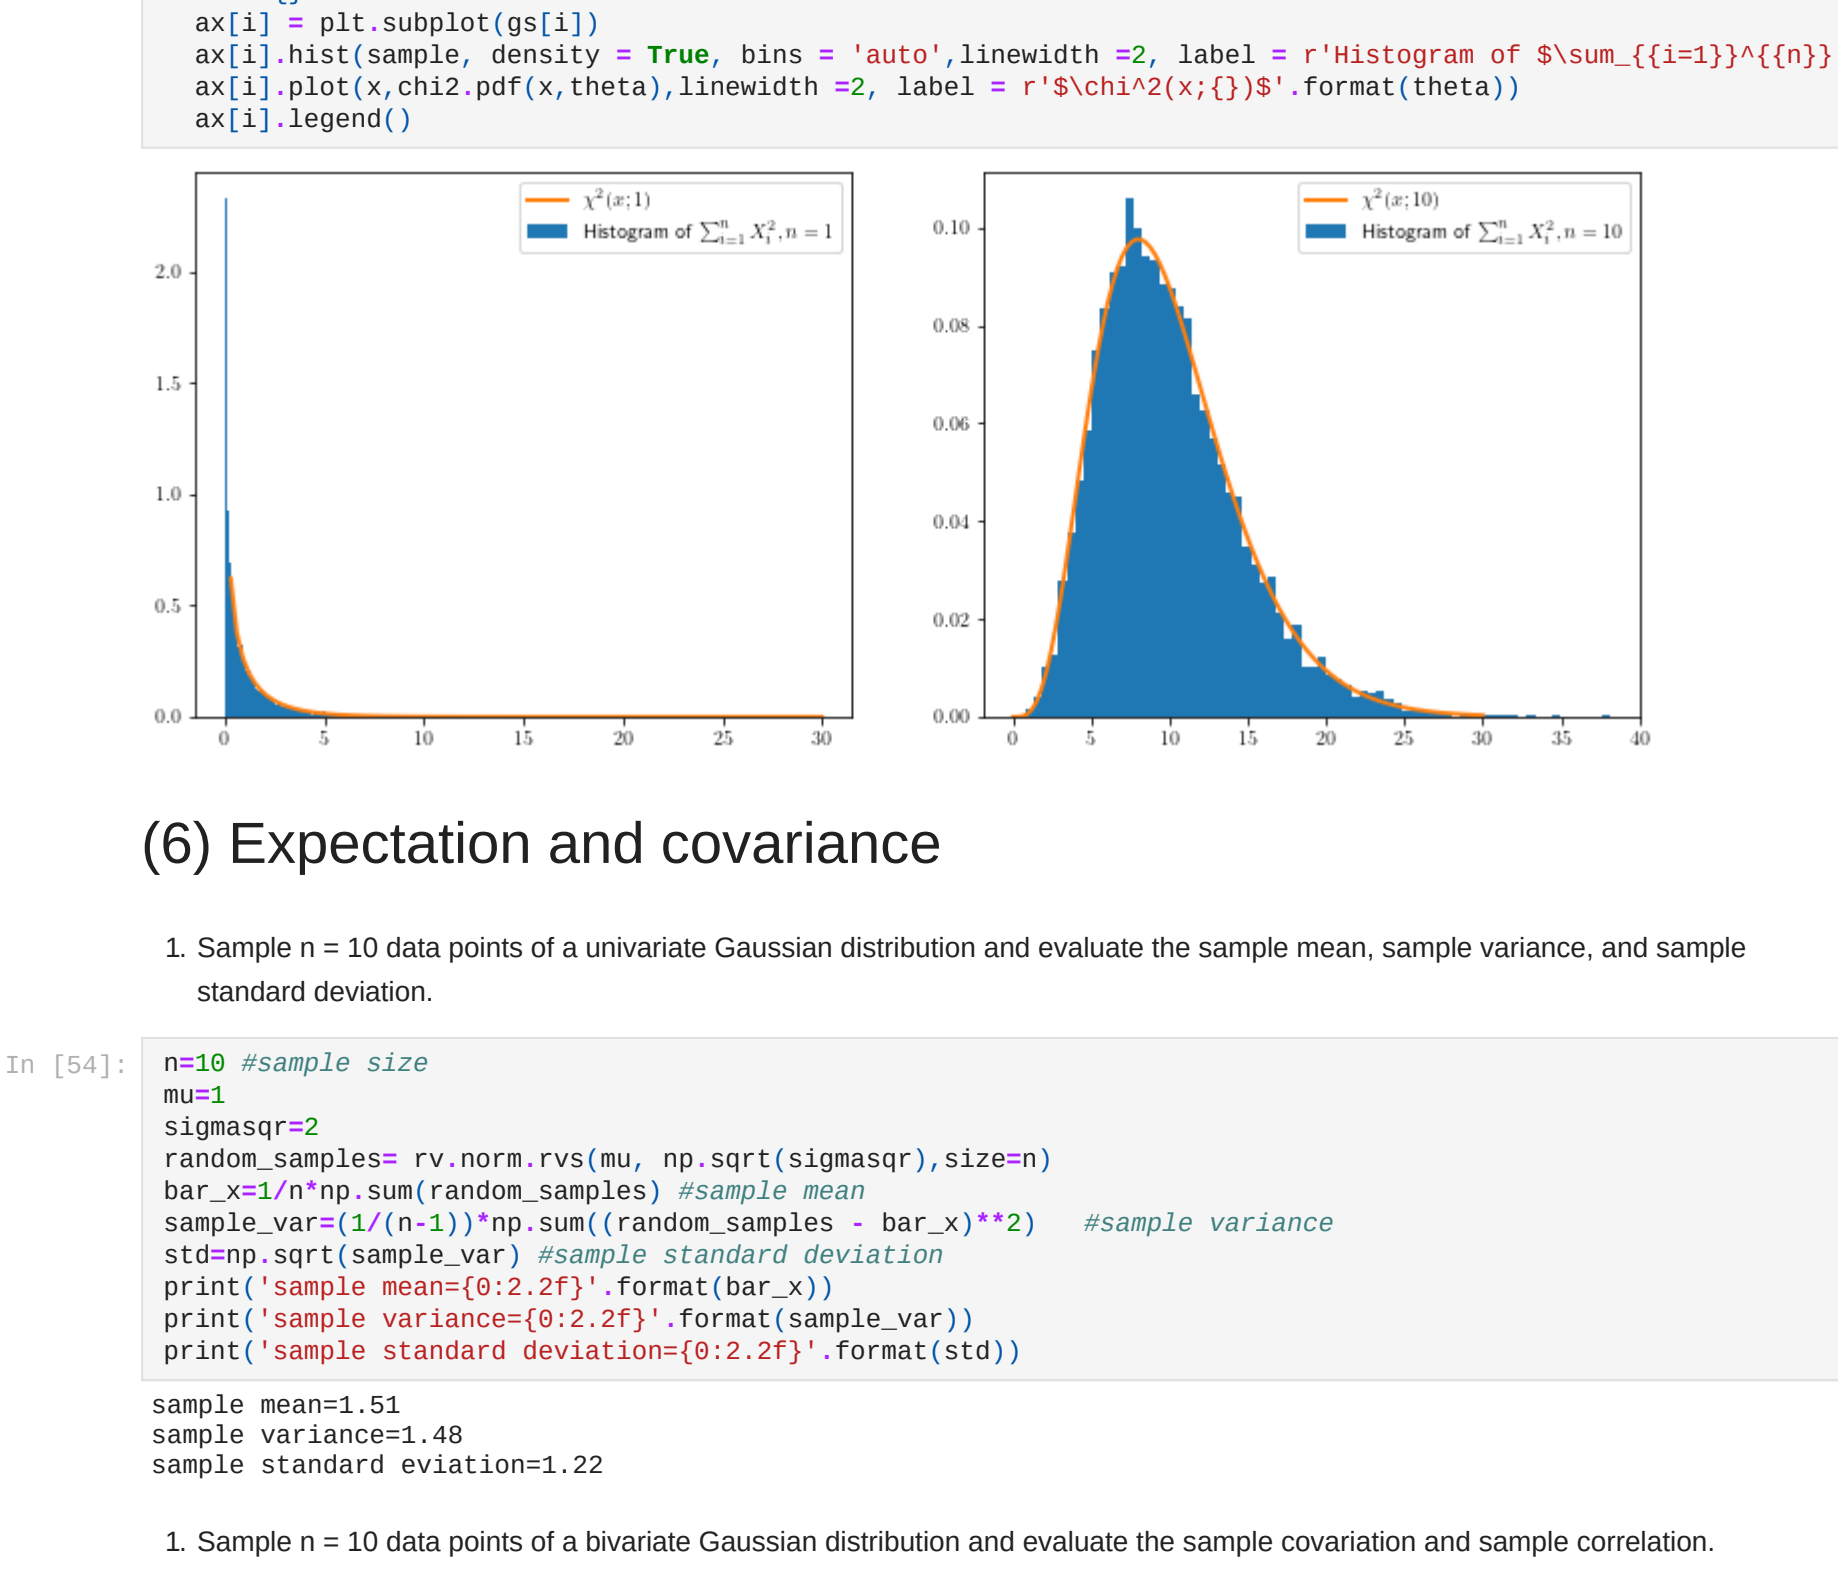 ax[i] = plt.subplot(gs[i])
ax[i].hist(sample, density = True, bins = 'auto',linewidth =2, label = r'Histogram of $\sum_{{i=1}}^{{n}}
ax[i].plot(x,chi2.pdf(x,theta),linewidth =2, label = r'$\chi^2(x;{})$'.format(theta))
ax[i].legend()
χ²(x;1)
Histogram of ∑ⁿᵢ₌₁ Xᵢ², n = 1
2.0
1.5
1.0
0.5
0.0
0 5 10 15 20 25 30
χ²(x;10)
Histogram of ∑ⁿᵢ₌₁ Xᵢ², n = 10
0.10
0.08
0.06
0.04
0.02
0.00
0 5 10 15 20 25 30 35 40
(6) Expectation and covariance
1. Sample n = 10 data points of a univariate Gaussian distribution and evaluate the sample mean, sample variance, and sample
standard deviation.
In [54]:
n=10 #sample size
mu=1
sigmasqr=2
random_samples= rv.norm.rvs(mu, np.sqrt(sigmasqr),size=n)
bar_x=1/n*np.sum(random_samples) #sample mean
sample_var=(1/(n-1))*np.sum((random_samples - bar_x)**2)   #sample variance
std=np.sqrt(sample_var) #sample standard deviation
print('sample mean={0:2.2f}'.format(bar_x))
print('sample variance={0:2.2f}'.format(sample_var))
print('sample standard deviation={0:2.2f}'.format(std))
sample mean=1.51
sample variance=1.48
sample standard eviation=1.22
1. Sample n = 10 data points of a bivariate Gaussian distribution and evaluate the sample covariation and sample correlation.